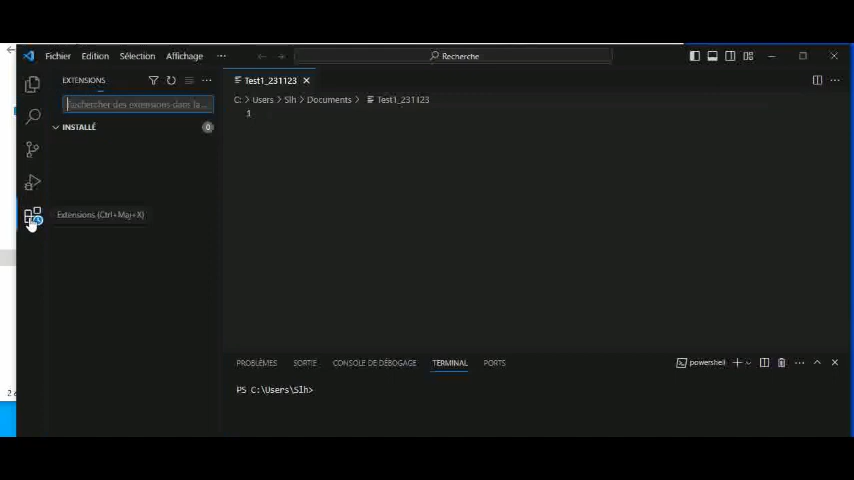 Fichier Edition Sélection Affichage ··· Recherche
EXTENSIONS
Rechercher des extensions dans la...
INSTALLÉ 0
Extensions (Ctrl+Maj+X)
Test1_231123
C: > Users > Slh > Documents > Test1_231123
1
PROBLÈMES SORTIE CONSOLE DE DÉBOGAGE TERMINAL PORTS powershell
PS C:\Users\Slh>